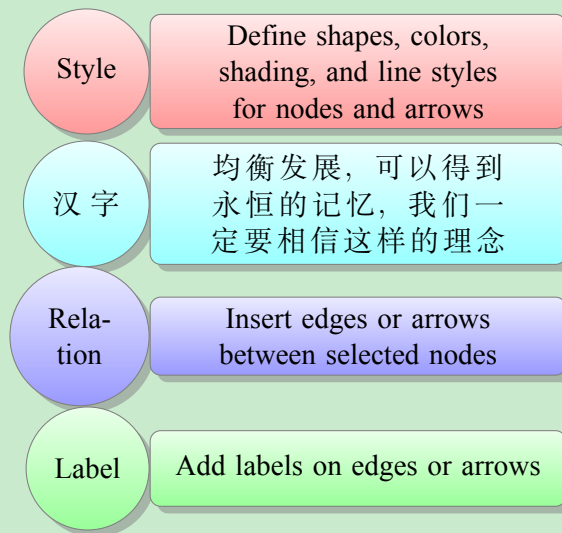 Style
Define shapes, colors,
shading, and line styles
for nodes and arrows
汉字
均衡发展，可以得到
永恒的记忆，我们一
定要相信这样的理念
Rela-
tion
Insert edges or arrows
between selected nodes
Label
Add labels on edges or arrows